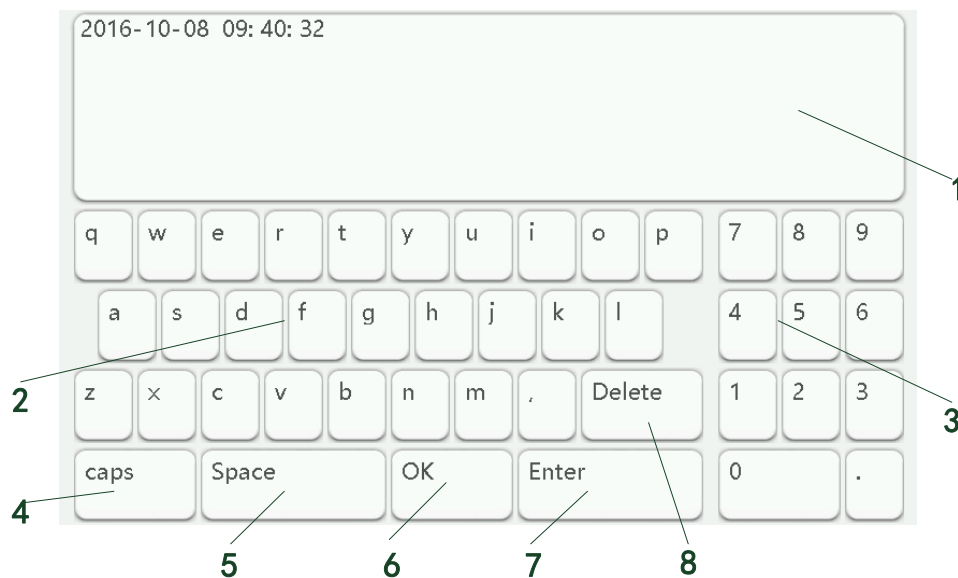 2016-10-08 09:40:32
1
q w e r t y u i o p 7 8 9
a s d f g h j k l 4 5 6
2
z x c v b n m , Delete 1 2 3
3
caps Space OK Enter 0 .
4
5 6 7 8